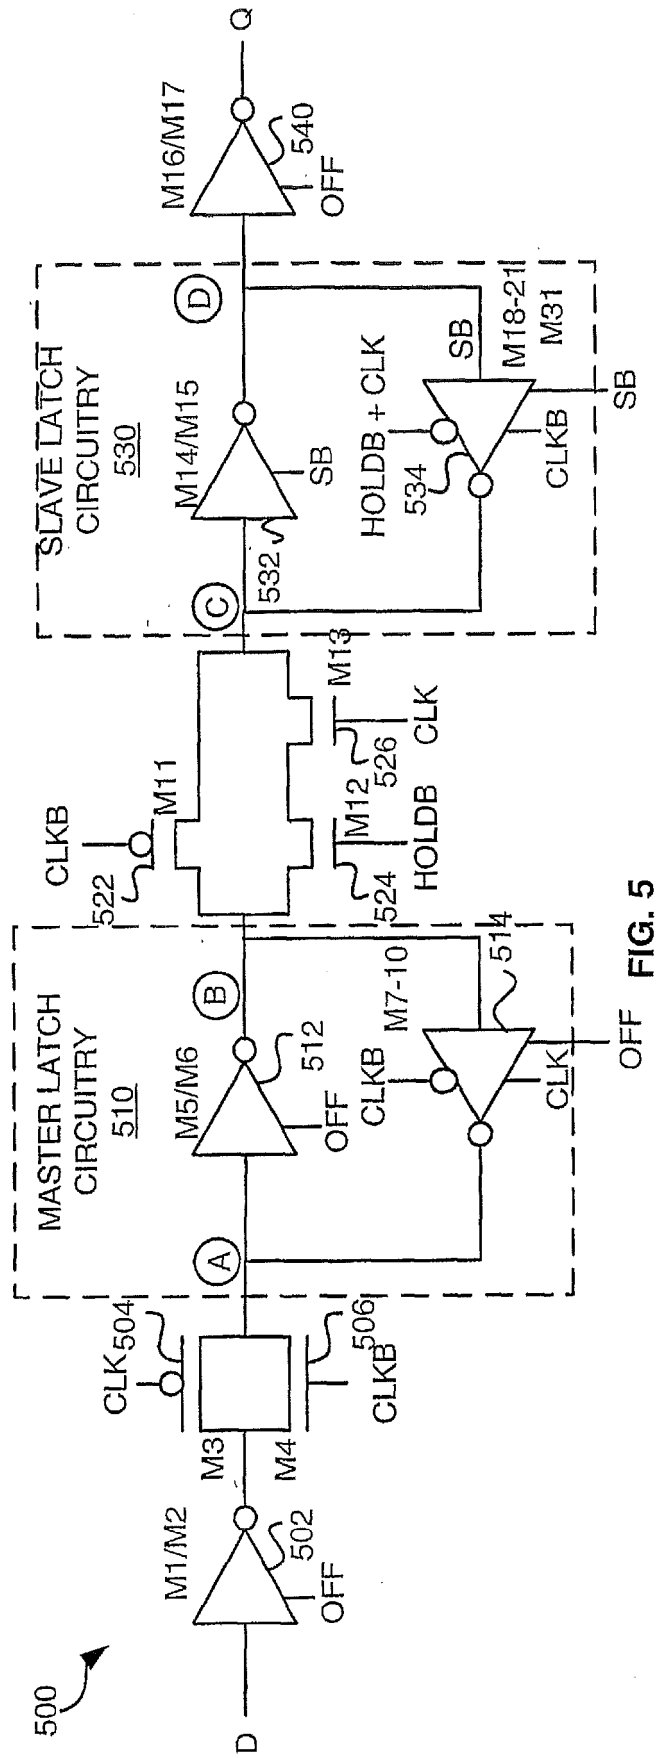 500
D
M1/M2
502
OFF
CLK
504
M3
M4
506
CLKB
MASTER LATCH
CIRCUITRY
510
A
M5/M6
512
OFF
B
CLKB
M7-10
514
CLK
OFF
CLKB
522
M11
M12
524
HOLDB
M13
526
CLK
SLAVE LATCH
CIRCUITRY
530
C
532
M14/M15
SB
D
HOLDB + CLK
534
SB
M18-21
M31
CLKB
SB
M16/M17
540
OFF
Q
FIG. 5